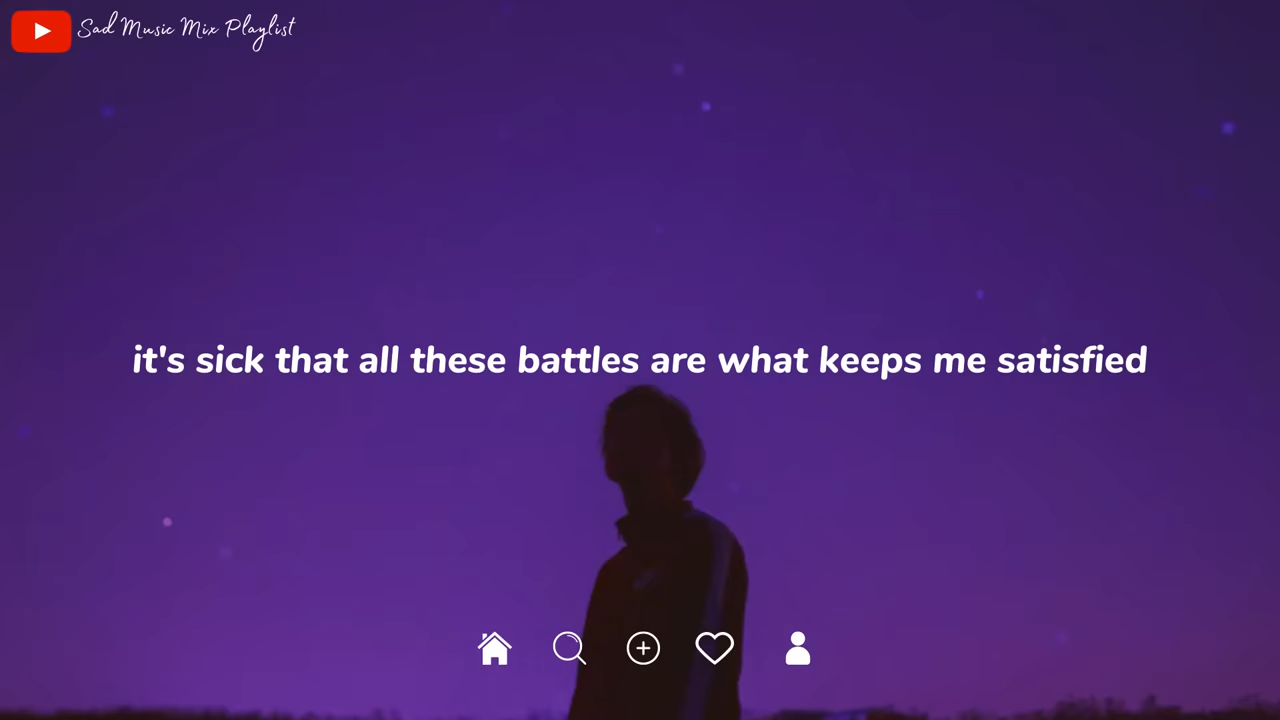 Sad Music Mix Playlist
it's sick that all these battles are what keeps me satisfied